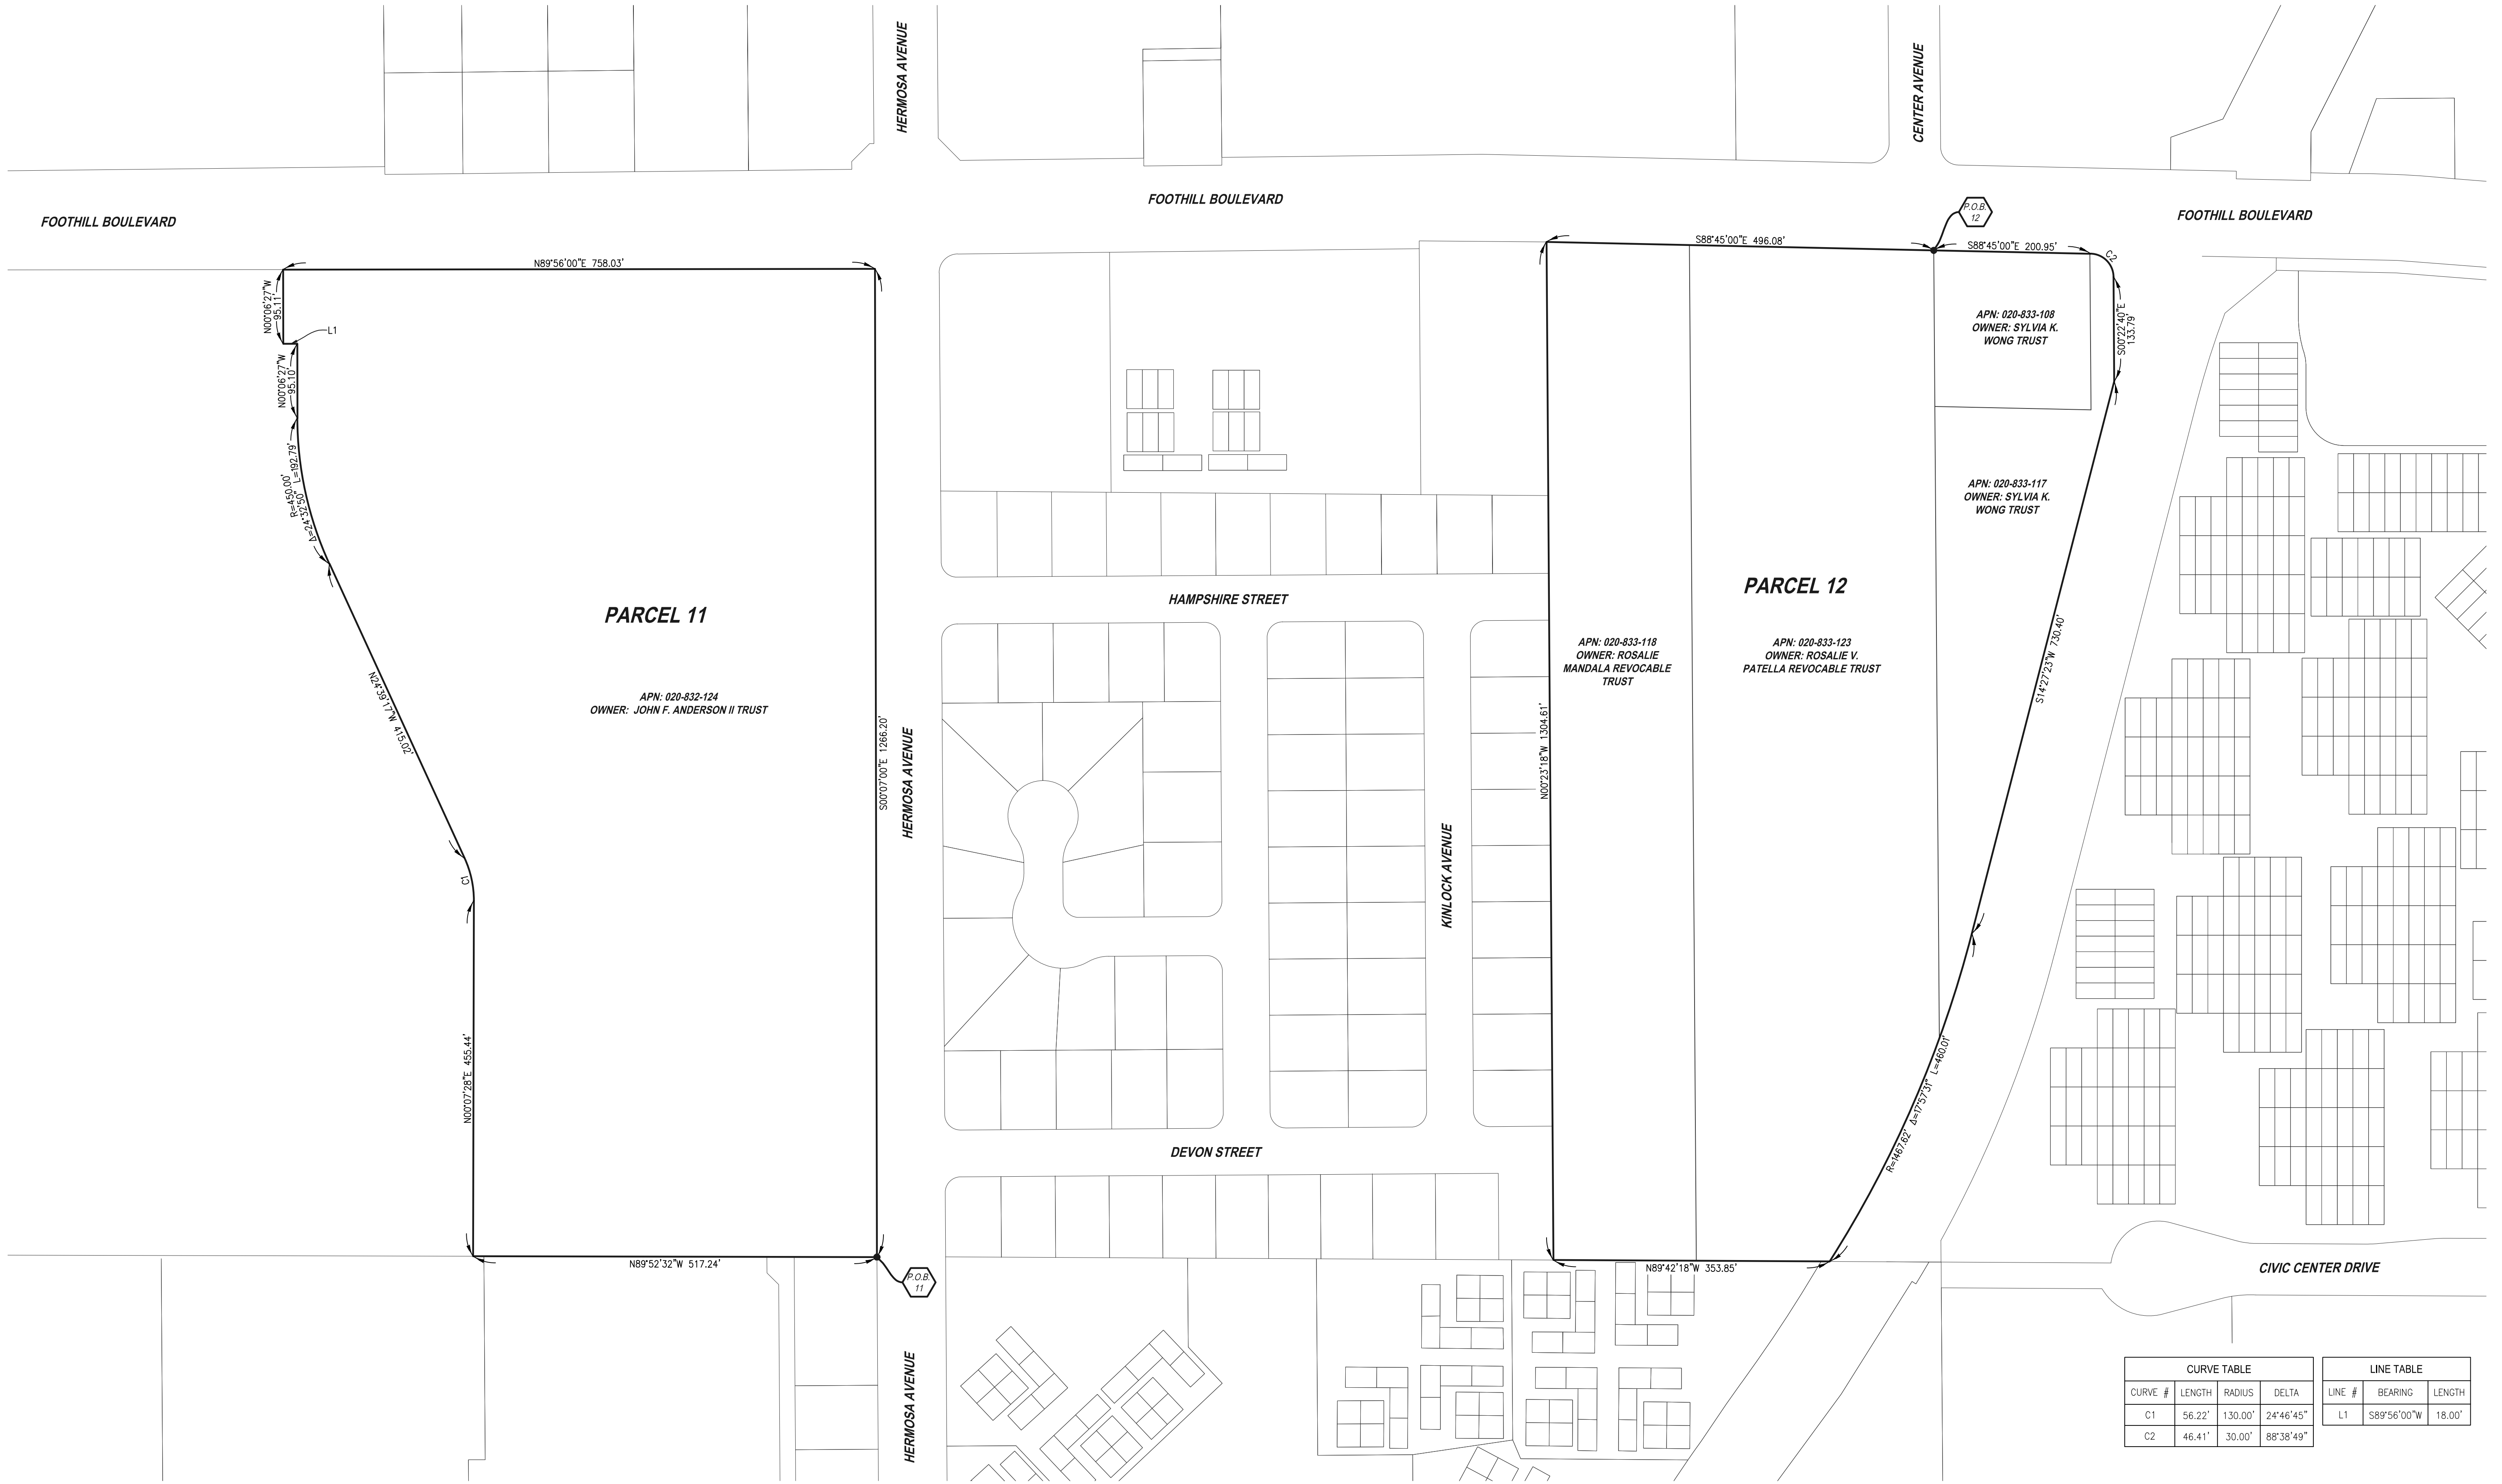 HERMOSA AVENUE
CENTER AVENUE
FOOTHILL BOULEVARD
FOOTHILL BOULEVARD
FOOTHILL BOULEVARD
P.O.B.
12
N89°56'00"E 758.03'
S88°45'00"E 496.08'
S88°45'00"E 200.95'
C2
N00°06'27"W
95.11'
L1
N00°06'27"W
95.10'
R=450.00'
Δ=24°32'50" L=192.79'
S00°22'40"E
133.79'
APN: 020-833-108
OWNER: SYLVIA K.
WONG TRUST
APN: 020-833-117
OWNER: SYLVIA K.
WONG TRUST
PARCEL 11
APN: 020-832-124
OWNER: JOHN F. ANDERSON II TRUST
HAMPSHIRE STREET
PARCEL 12
APN: 020-833-118
OWNER: ROSALIE
MANDALA REVOCABLE
TRUST
APN: 020-833-123
OWNER: ROSALIE V.
PATELLA REVOCABLE TRUST
N24°39'17"W 415.02'
S00°07'00"E 1266.20'
HERMOSA AVENUE
N00°23'18"W 1304.61'
S14°27'23"W 730.40'
KINLOCK AVENUE
C1
N00°07'28"E 455.44'
R=1467.62' Δ=17°57'31" L=460.01'
DEVON STREET
N89°52'32"W 517.24'
P.O.B.
11
N89°42'18"W 353.85'
CIVIC CENTER DRIVE
HERMOSA AVENUE
CURVE TABLE
CURVE # LENGTH RADIUS DELTA
C1 56.22' 130.00' 24°46'45"
C2 46.41' 30.00' 88°38'49"
LINE TABLE
LINE # BEARING LENGTH
L1 S89°56'00"W 18.00'